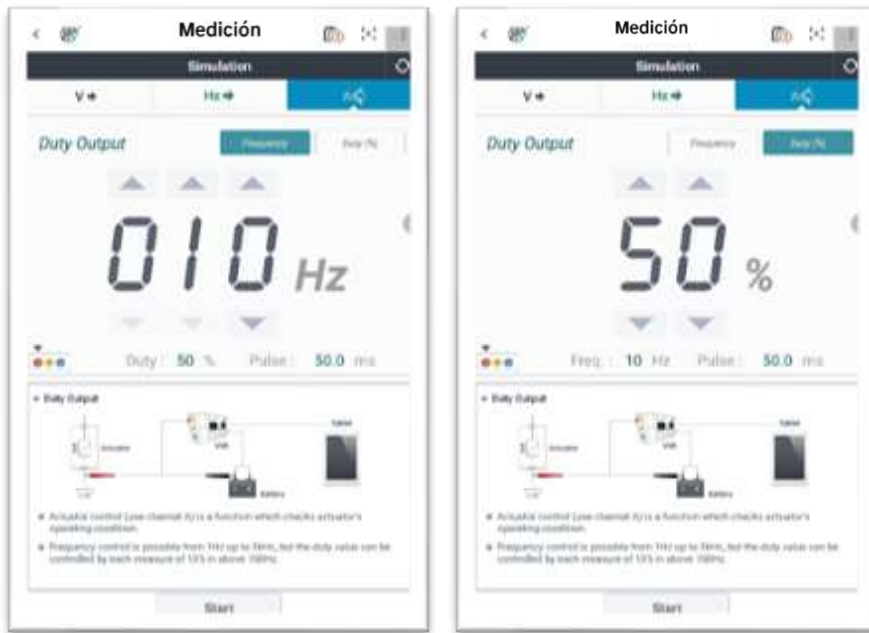 Medición
Simulation
V
Hz
Duty Output
Frequency
Duty (%)
010 Hz
Duty : 50 % Pulse : 50.0 ms
Duty Output
Actuator
VMI
Battery
Tablet
Actuator control (use channel A) is a function which checks actuator's
operating condition.
Frequency control is possible from 1Hz up to but the duty value can be
controlled by each measure of 10% in above
Start
Medición
Simulation
V
Hz
Duty Output
Frequency
Duty (%)
50 %
Freq. : 10 Hz Pulse : 50.0 ms
Duty Output
Actuator
VMI
Battery
Tablet
Actuator control (use channel A) is a function which checks actuator's
operating condition.
Frequency control is possible from 1Hz up to but the duty value can be
controlled by each measure of 10% in above
Start